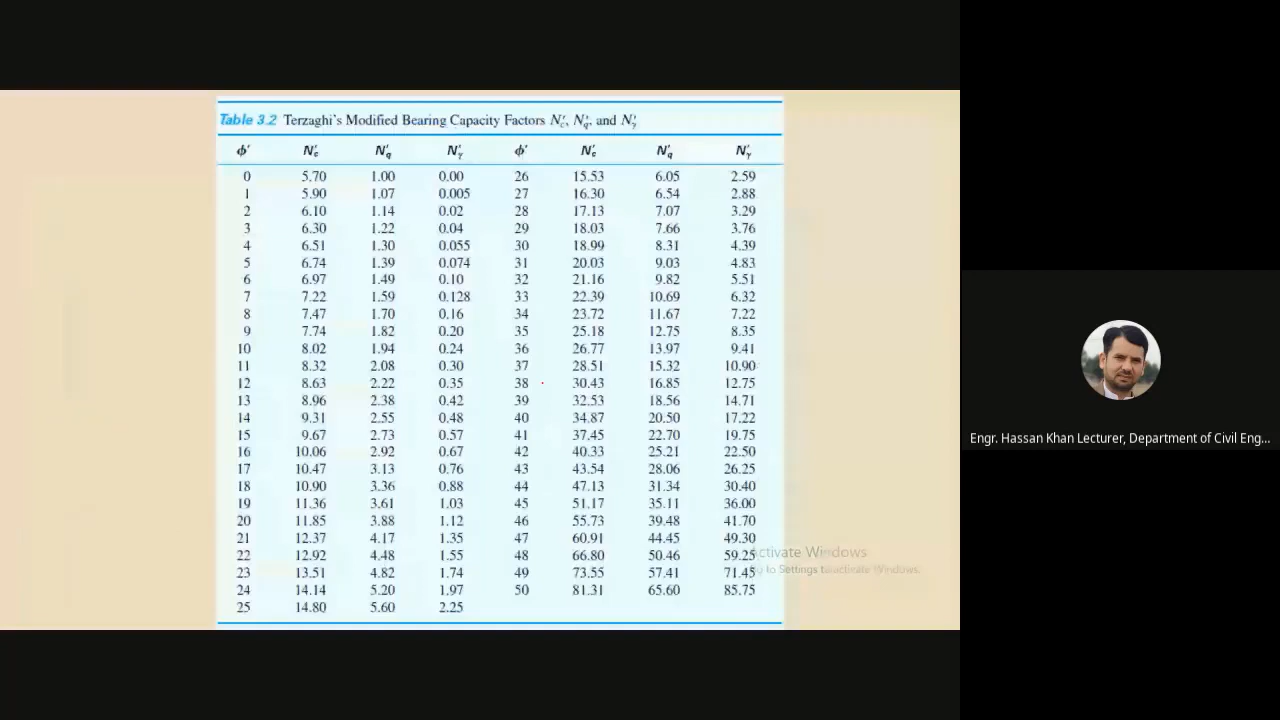 Table 3.2 Terzaghi's Modified Bearing Capacity Factors N′c, N′q, and N′γ
ϕ′ N′c N′q N′γ ϕ′ N′c N′q N′γ
0 5.70 1.00 0.00 26 15.53 6.05 2.59
1 5.90 1.07 0.005 27 16.30 6.54 2.88
2 6.10 1.14 0.02 28 17.13 7.07 3.29
3 6.30 1.22 0.04 29 18.03 7.66 3.76
4 6.51 1.30 0.055 30 18.99 8.31 4.39
5 6.74 1.39 0.074 31 20.03 9.03 4.83
6 6.97 1.49 0.10 32 21.16 9.82 5.51
7 7.22 1.59 0.128 33 22.39 10.69 6.32
8 7.47 1.70 0.16 34 23.72 11.67 7.22
9 7.74 1.82 0.20 35 25.18 12.75 8.35
10 8.02 1.94 0.24 36 26.77 13.97 9.41
11 8.32 2.08 0.30 37 28.51 15.32 10.90
12 8.63 2.22 0.35 38 30.43 16.85 12.75
13 8.96 2.38 0.42 39 32.53 18.56 14.71
14 9.31 2.55 0.48 40 34.87 20.50 17.22
15 9.67 2.73 0.57 41 37.45 22.70 19.75
16 10.06 2.92 0.67 42 40.33 25.21 22.50
17 10.47 3.13 0.76 43 43.54 28.06 26.25
18 10.90 3.36 0.88 44 47.13 31.34 30.40
19 11.36 3.61 1.03 45 51.17 35.11 36.00
20 11.85 3.88 1.12 46 55.73 39.48 41.70
21 12.37 4.17 1.35 47 60.91 44.45 49.30
22 12.92 4.48 1.55 48 66.80 50.46 59.25
23 13.51 4.82 1.74 49 73.55 57.41 71.45
24 14.14 5.20 1.97 50 81.31 65.60 85.75
25 14.80 5.60 2.25
Activate Windows
Go to Settings to activate Windows.
Engr. Hassan Khan Lecturer, Department of Civil Eng...